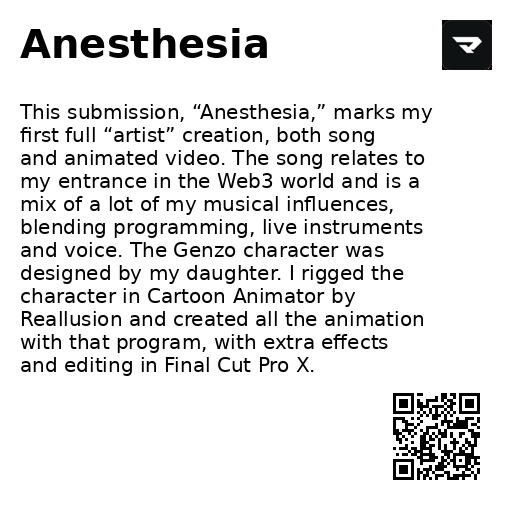 Anesthesia
This submission, “Anesthesia,” marks my
first full “artist” creation, both song
and animated video. The song relates to
my entrance in the Web3 world and is a
mix of a lot of my musical influences,
blending programming, live instruments
and voice. The Genzo character was
designed by my daughter. I rigged the
character in Cartoon Animator by
Reallusion and created all the animation
with that program, with extra effects
and editing in Final Cut Pro X.